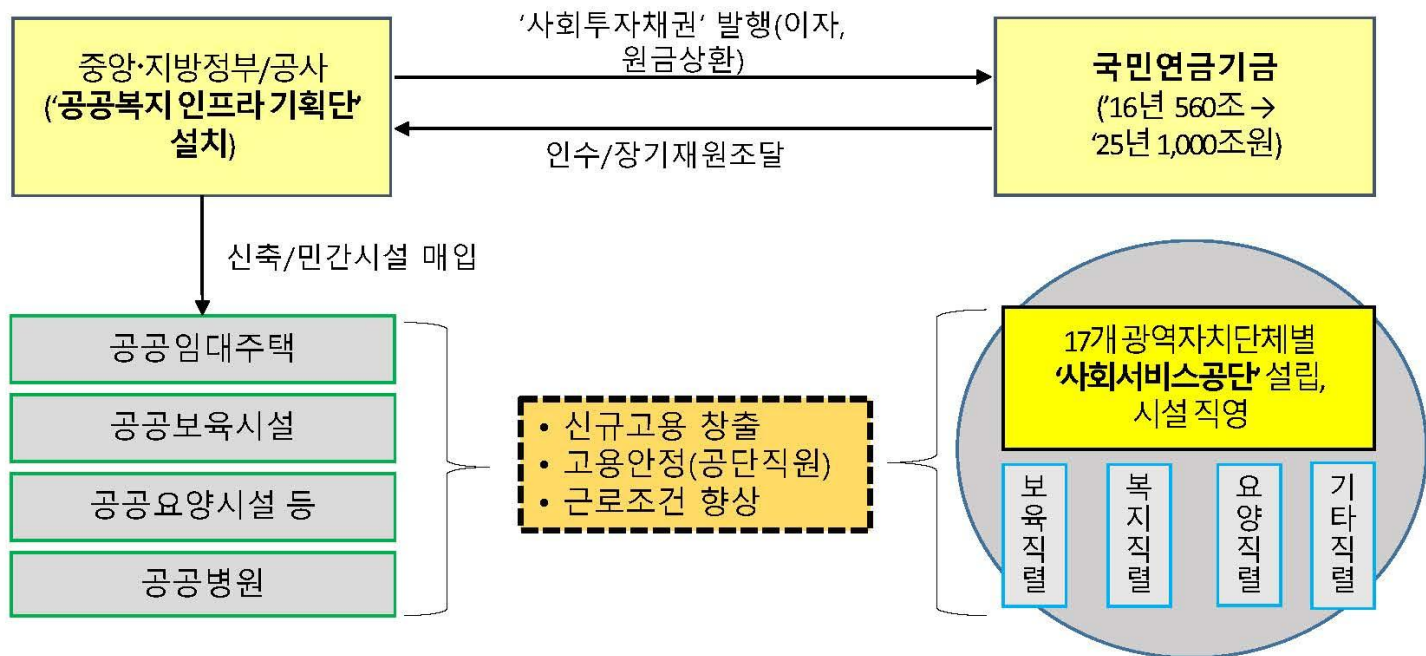 중앙·지방정부/공사
('공공복지 인프라 기획단'
설치)
'사회투자채권' 발행(이자,
원금상환)
인수/장기재원조달
국민연금기금
('16년 560조 →
'25년 1,000조원)
신축/민간시설 매입
공공임대주택
공공보육시설
공공요양시설 등
공공병원
• 신규고용 창출
• 고용안정(공단직원)
• 근로조건 향상
17개 광역자치단체별
'사회서비스공단' 설립,
시설 직영
보육직렬
복지직렬
요양직렬
기타직렬